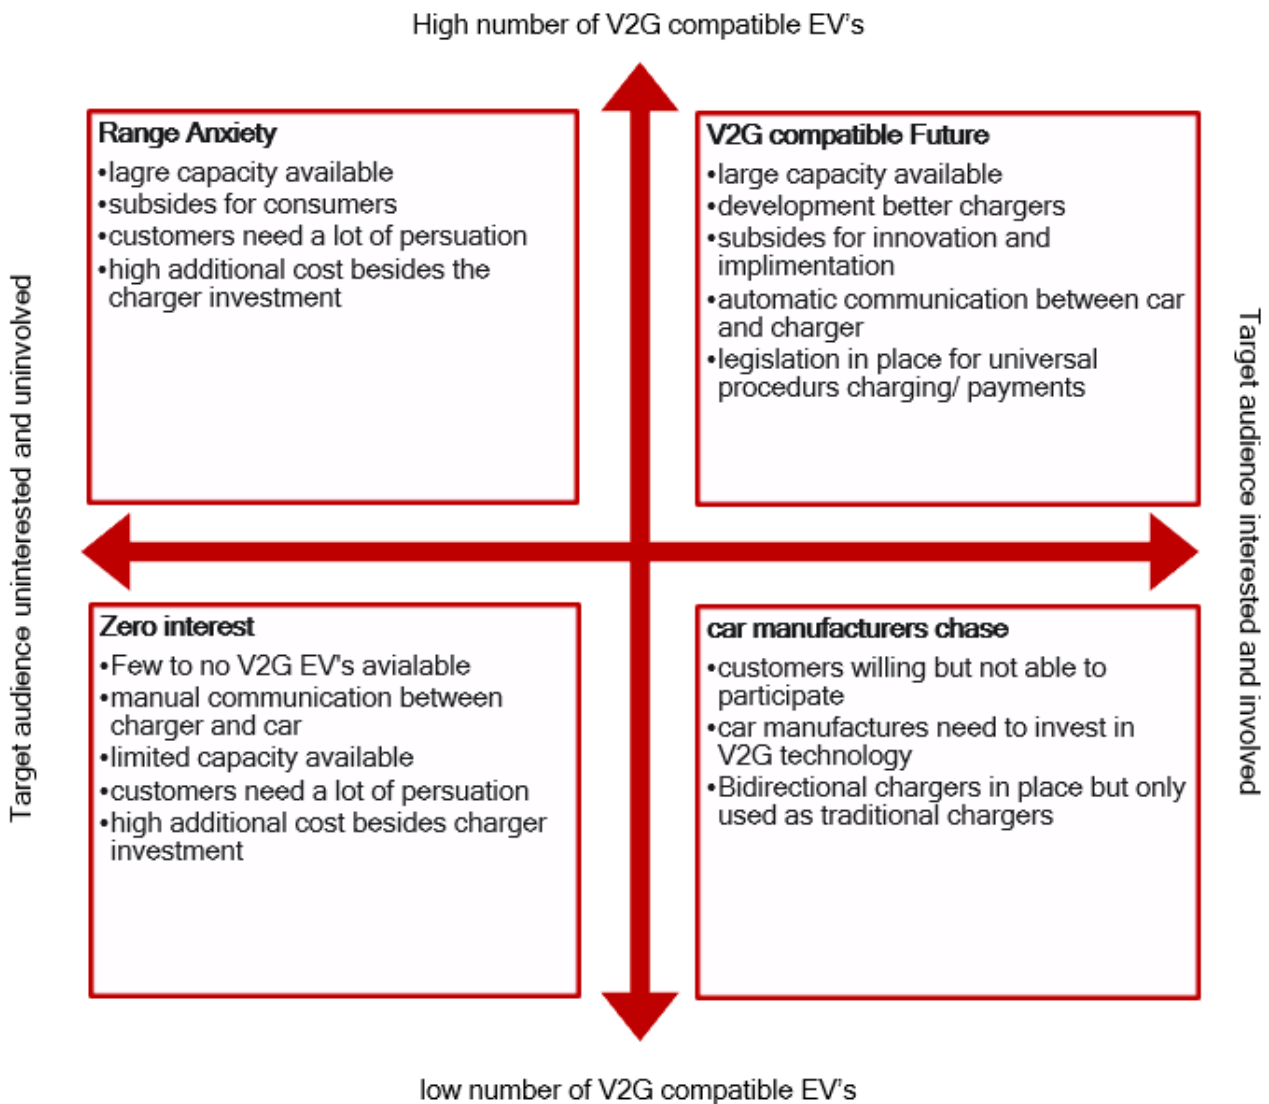 High number of V2G compatible EV's
Range Anxiety
•lagre capacity available
•subsides for consumers
•customers need a lot of persuation
•high additional cost besides the
charger investment
V2G compatible Future
•large capacity available
•development better chargers
•subsides for innovation and
implimentation
•automatic communication between car
and charger
•legislation in place for universal
procedurs charging/ payments
Target audience uninterested and uninvolved
Target audience interested and involved
Zero interest
•Few to no V2G EV's avialable
•manual communication between
charger and car
•limited capacity available
•customers need a lot of persuation
•high additional cost besides charger
investment
car manufacturers chase
•customers willing but not able to
participate
•car manufactures need to invest in
V2G technology
•Bidirectional chargers in place but only
used as traditional chargers
low number of V2G compatible EV's